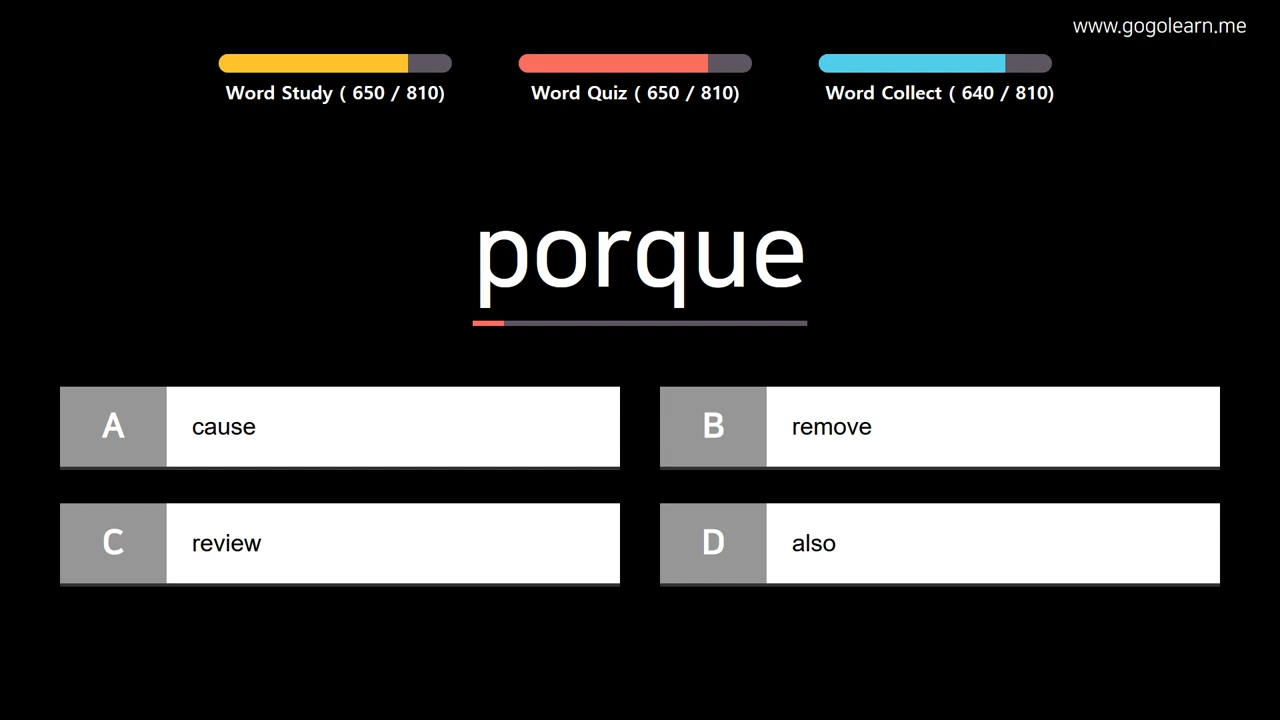 www.gogolearn.me
Word Study ( 650 / 810)
Word Quiz ( 650 / 810)
Word Collect ( 640 / 810)
porque
A cause
B remove
C review
D also